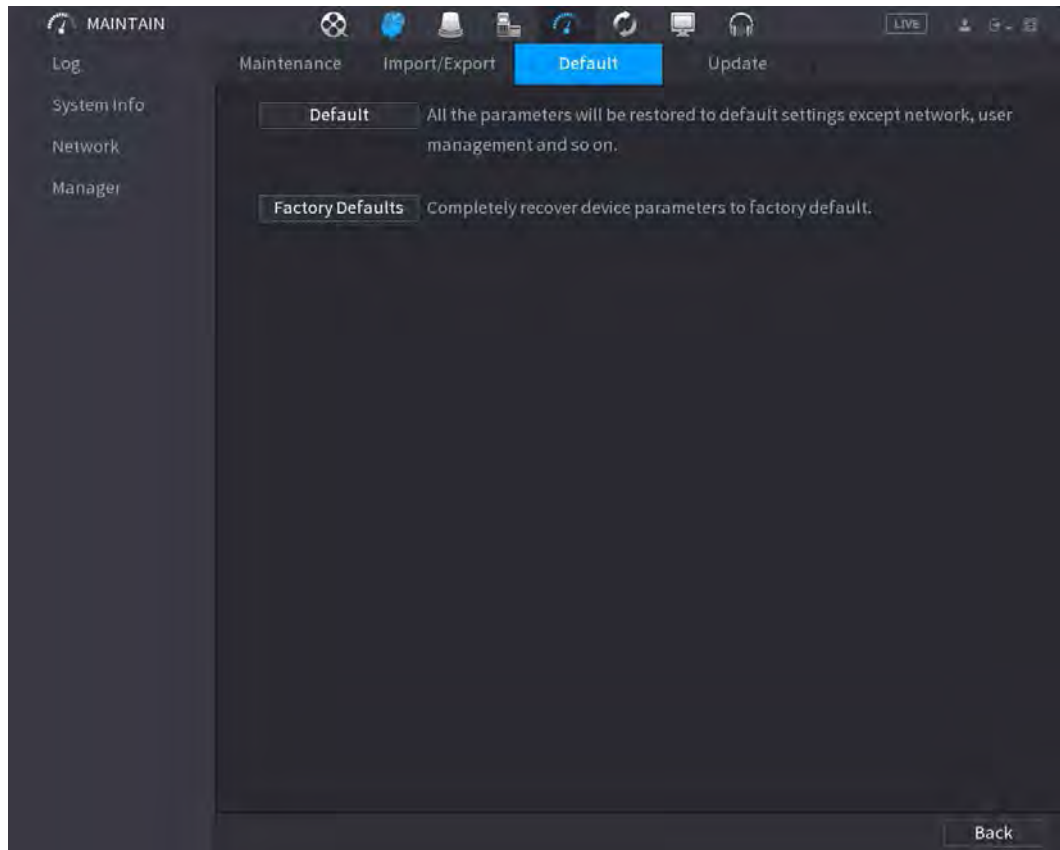 MAINTAIN
LIVE
Log
System Info
Network
Manager
Maintenance Import/Export Default Update
Default All the parameters will be restored to default settings except network, user
management and so on.
Factory Defaults Completely recover device parameters to factory default.
Back